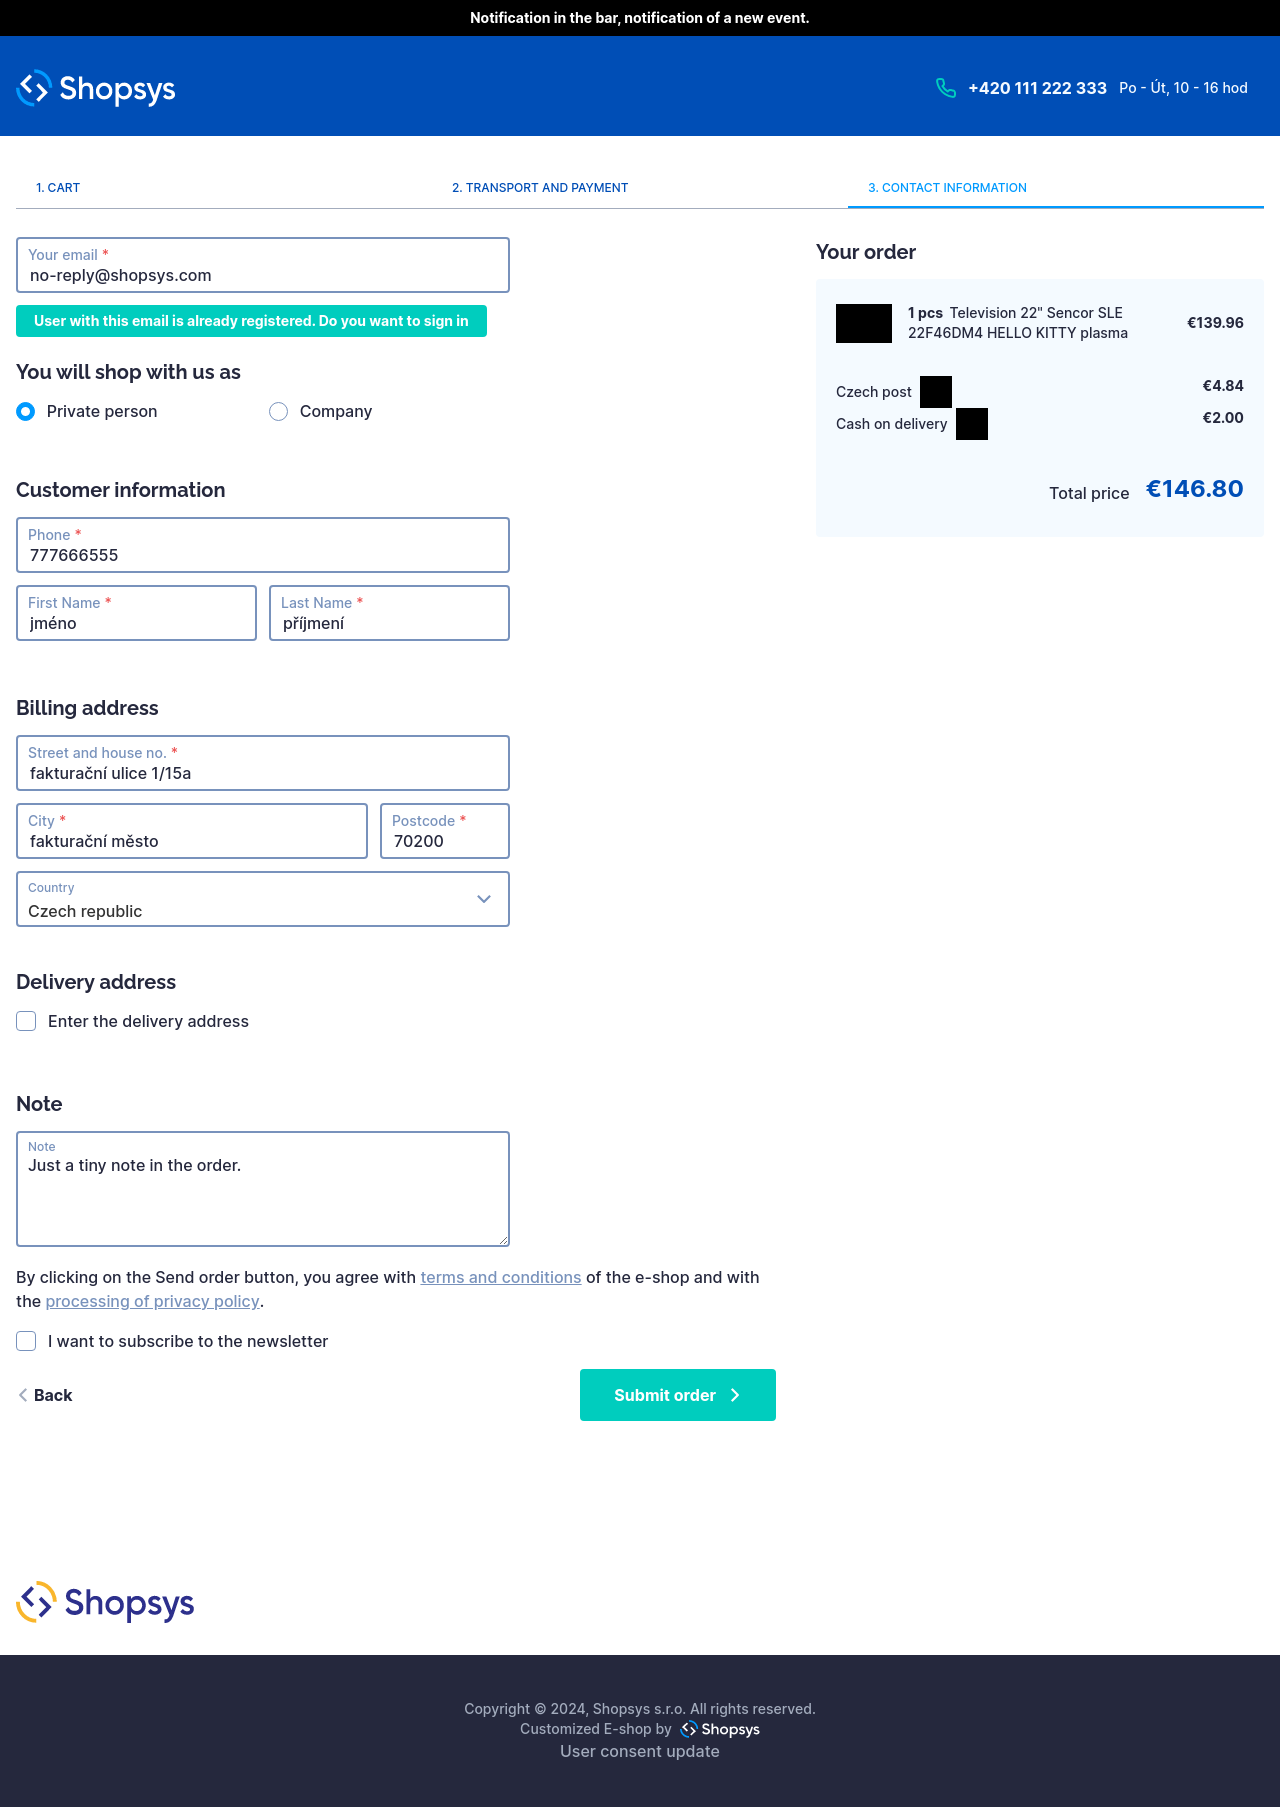 Notification in the bar, notification of a new event.
Shopsys
+420 111 222 333 Po - Út, 10 - 16 hod
1. CART
2. TRANSPORT AND PAYMENT
3. CONTACT INFORMATION
Your email *
no-reply@shopsys.com
User with this email is already registered. Do you want to sign in
You will shop with us as
Private person
Company
Customer information
Phone *
777666555
First Name *
jméno
Last Name *
příjmení
Billing address
Street and house no. *
fakturační ulice 1/15a
City *
fakturační město
Postcode *
70200
Country
Czech republic
Delivery address
Enter the delivery address
Note
Note
Just a tiny note in the order.
By clicking on the Send order button, you agree with terms and conditions of the e-shop and with
the processing of privacy policy.
I want to subscribe to the newsletter
Back
Submit order
Your order
1 pcs Television 22" Sencor SLE
22F46DM4 HELLO KITTY plasma
€139.96
Czech post
€4.84
Cash on delivery
€2.00
Total price €146.80
Shopsys
Copyright © 2024, Shopsys s.r.o. All rights reserved.
Customized E-shop by Shopsys
User consent update